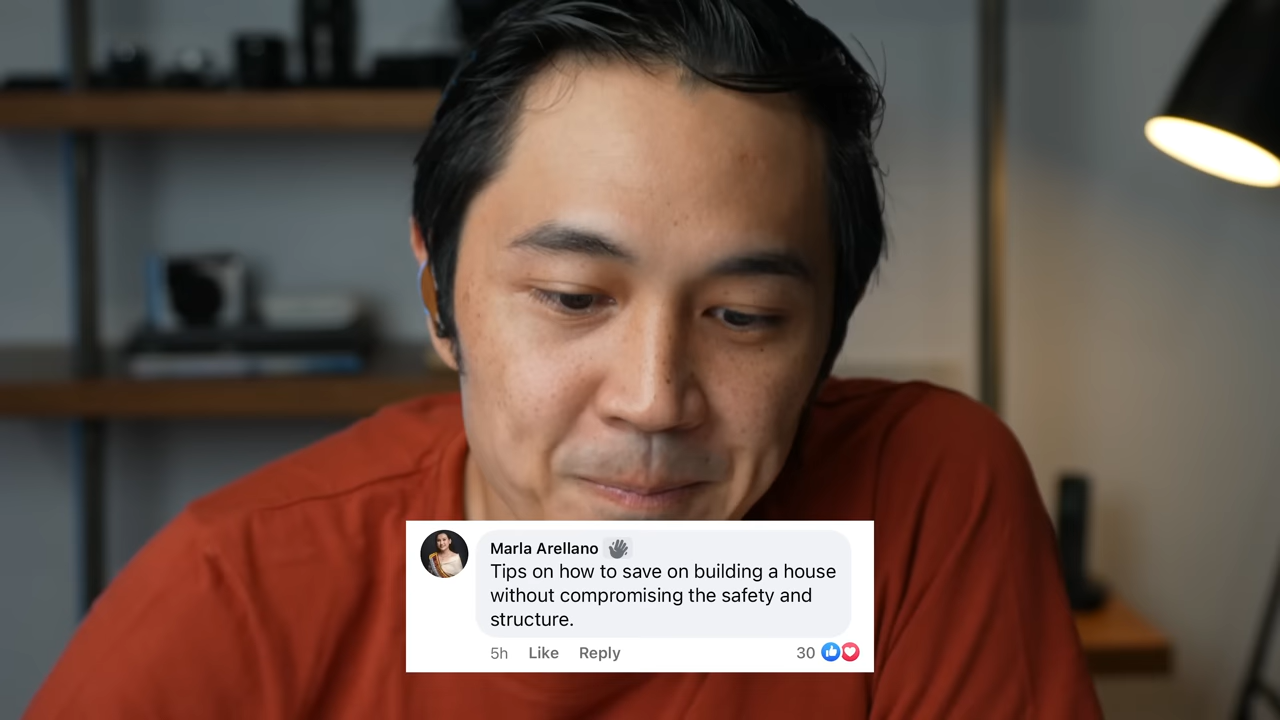 Marla Arellano
Tips on how to save on building a house
without compromising the safety and
structure.
5h Like Reply 30